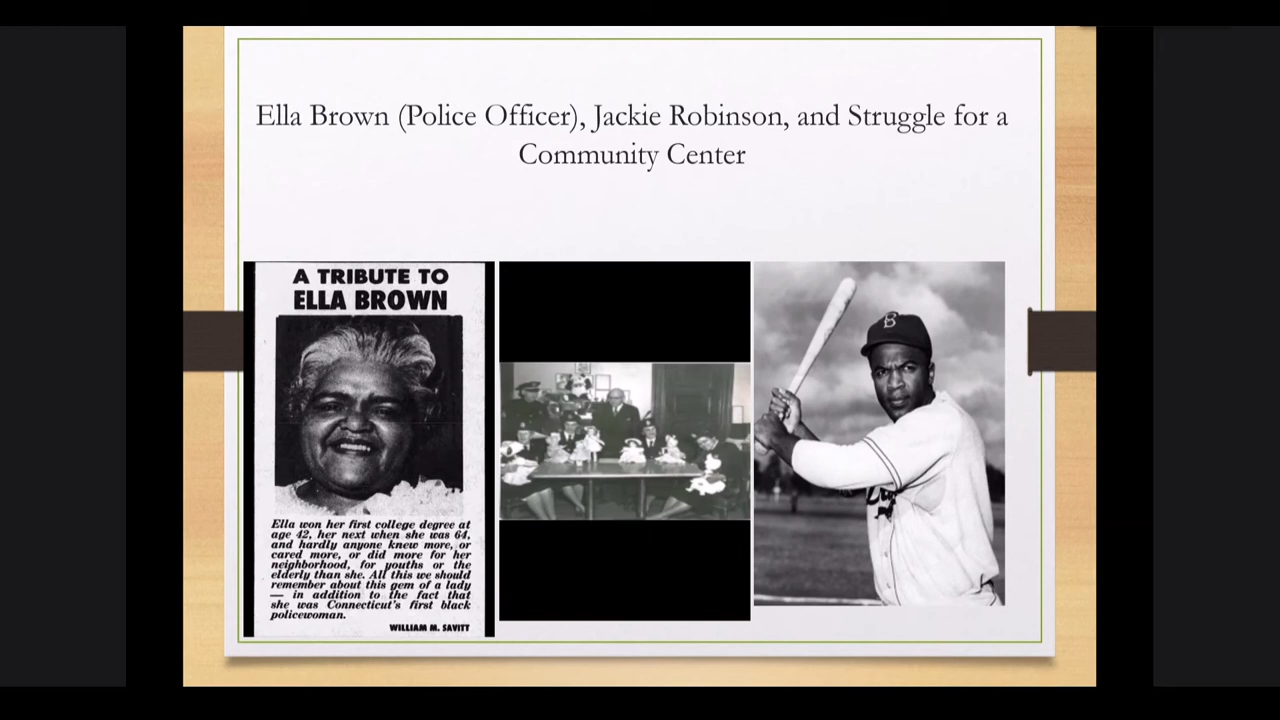 Ella Brown (Police Officer), Jackie Robinson, and Struggle for a
Community Center
A TRIBUTE TO
ELLA BROWN
Ella won her first college degree at
age 42, her next when she was 64,
and hardly anyone knew more, or
cared more, or did more for her
neighborhood, for youths or the
elderly than she. All this we should
remember about this gem of a lady
— in addition to the fact that
she was Connecticut's first black
policewoman.
WILLIAM M. SAVITT
B